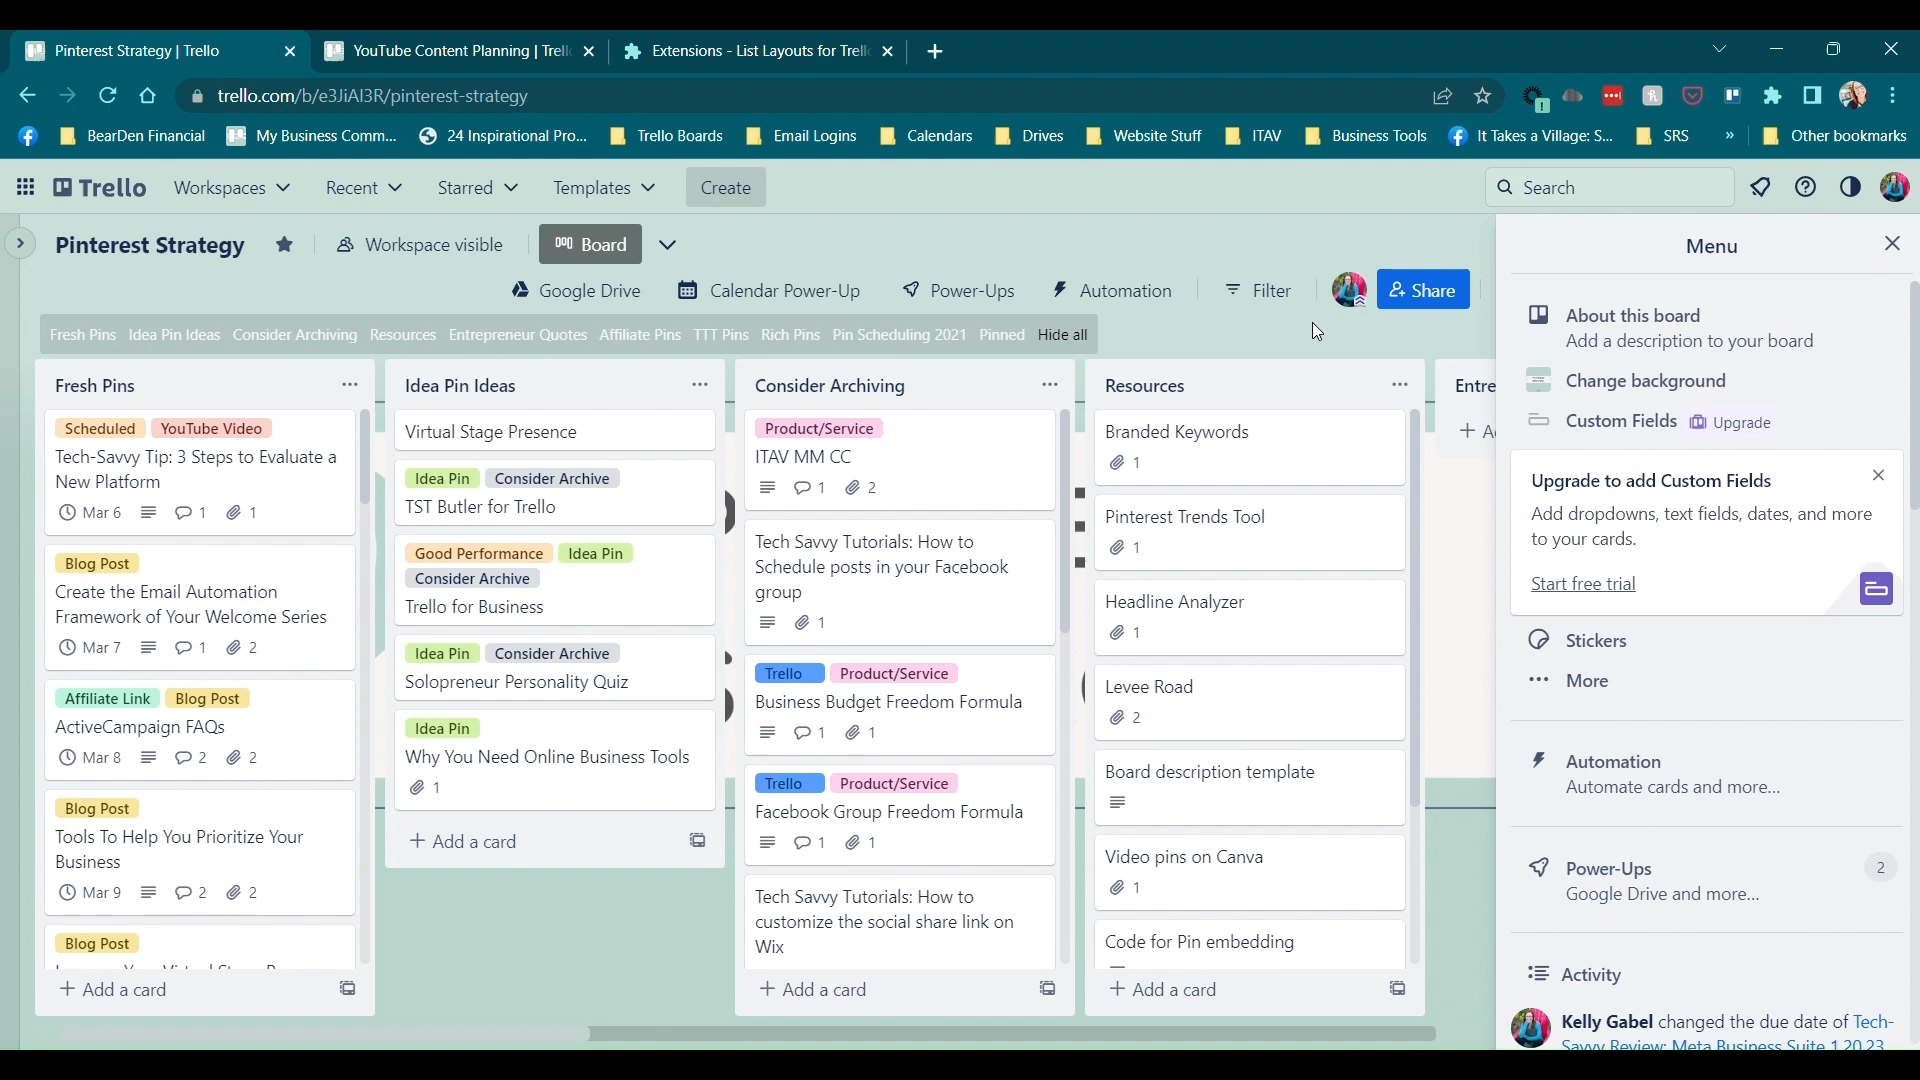 Pinterest Strategy | Trello
YouTube Content Planning | Trell
Extensions - List Layouts for Trell
trello.com/b/e3JiAI3R/pinterest-strategy
BearDen Financial
My Business Comm...
24 Inspirational Pro...
Trello Boards
Email Logins
Calendars
Drives
Website Stuff
ITAV
Business Tools
It Takes a Village: S...
SRS
»
Other bookmarks
Trello
Workspaces
Recent
Starred
Templates
Create
Search
Pinterest Strategy
Workspace visible
Board
Google Drive
Calendar Power-Up
Power-Ups
Automation
Filter
Share
Fresh Pins Idea Pin Ideas Consider Archiving Resources Entrepreneur Quotes Affiliate Pins TTT Pins Rich Pins Pin Scheduling 2021 Pinned Hide all
Fresh Pins
Scheduled YouTube Video
Tech-Savvy Tip: 3 Steps to Evaluate a
New Platform
Mar 6 1 1
Blog Post
Create the Email Automation
Framework of Your Welcome Series
Mar 7 1 2
Affiliate Link Blog Post
ActiveCampaign FAQs
Mar 8 2 2
Blog Post
Tools To Help You Prioritize Your
Business
Mar 9 2 2
Blog Post
+ Add a card
Idea Pin Ideas
Virtual Stage Presence
Idea Pin Consider Archive
TST Butler for Trello
Good Performance Idea Pin
Consider Archive
Trello for Business
Idea Pin Consider Archive
Solopreneur Personality Quiz
Idea Pin
Why You Need Online Business Tools
1
+ Add a card
Consider Archiving
Product/Service
ITAV MM CC
1 2
Tech Savvy Tutorials: How to
Schedule posts in your Facebook
group
1
Trello Product/Service
Business Budget Freedom Formula
1 1
Trello Product/Service
Facebook Group Freedom Formula
1 1
Tech Savvy Tutorials: How to
customize the social share link on
Wix
+ Add a card
Resources
Branded Keywords
1
Pinterest Trends Tool
1
Headline Analyzer
1
Levee Road
2
Board description template
Video pins on Canva
1
Code for Pin embedding
+ Add a card
Entre
+ A
Menu
About this board
Add a description to your board
Change background
Custom Fields Upgrade
Upgrade to add Custom Fields
Add dropdowns, text fields, dates, and more
to your cards.
Start free trial
Stickers
More
Automation
Automate cards and more...
Power-Ups 2
Google Drive and more...
Activity
Kelly Gabel changed the due date of Tech-
Savvy Review: Meta Business Suite 1.20.23